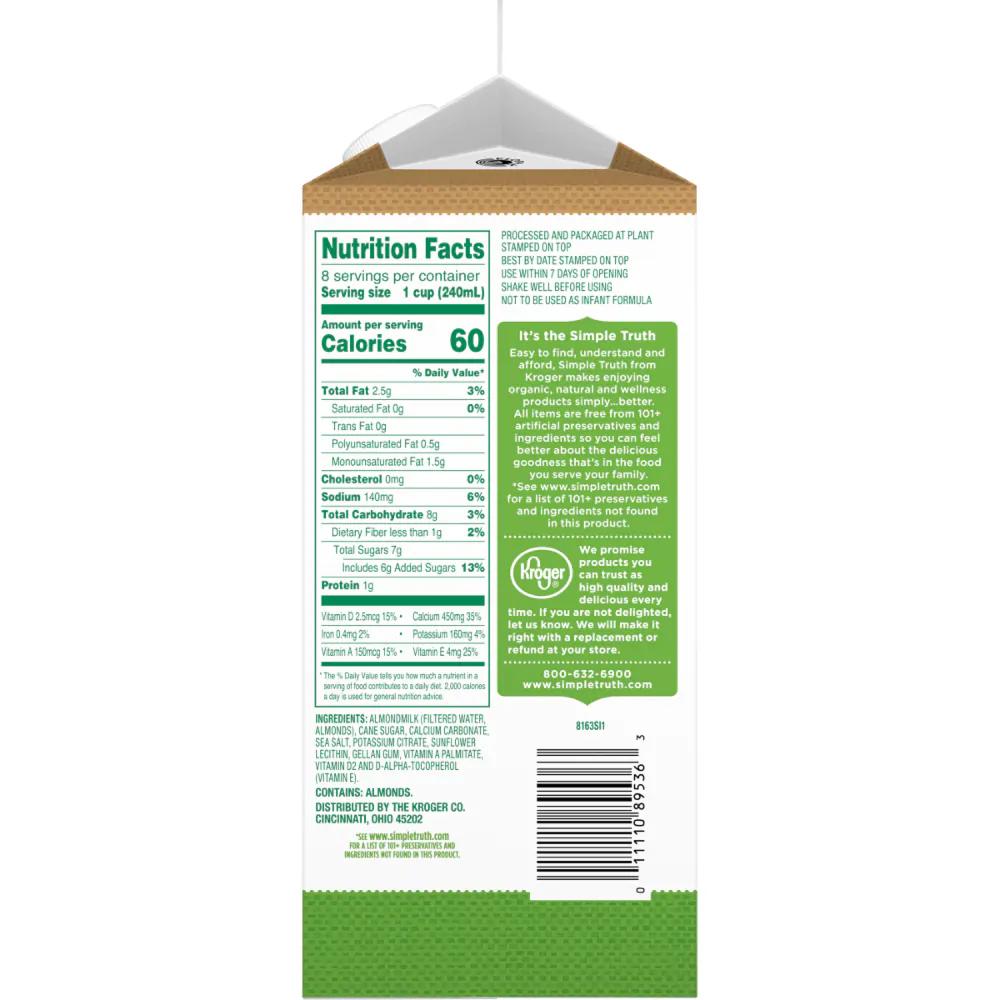 Nutrition Facts
8 servings per container
Serving size 1 cup (240mL)
Amount per serving
Calories 60
% Daily Value*
Total Fat 2.5g 3%
Saturated Fat 0g 0%
Trans Fat 0g
Polyunsaturated Fat 0.5g
Monounsaturated Fat 1.5g
Cholesterol 0mg 0%
Sodium 140mg 6%
Total Carbohydrate 8g 3%
Dietary Fiber less than 1g 2%
Total Sugars 7g
Includes 6g Added Sugars 13%
Protein 1g
Vitamin D 2.5mcg 15% • Calcium 450mg 35%
Iron 0.4mg 2% • Potassium 160mg 4%
Vitamin A 150mcg 15% • Vitamin E 4mg 25%
* The % Daily Value tells you how much a nutrient in a
serving of food contributes to a daily diet. 2,000 calories
a day is used for general nutrition advice.
INGREDIENTS: ALMONDMILK (FILTERED WATER,
ALMONDS), CANE SUGAR, CALCIUM CARBONATE,
SEA SALT, POTASSIUM CITRATE, SUNFLOWER
LECITHIN, GELLAN GUM, VITAMIN A PALMITATE,
VITAMIN D2 AND D-ALPHA-TOCOPHEROL
(VITAMIN E).
CONTAINS: ALMONDS.
DISTRIBUTED BY THE KROGER CO.
CINCINNATI, OHIO 45202
*SEE www.simpletruth.com
FOR A LIST OF 101+ PRESERVATIVES AND
INGREDIENTS NOT FOUND IN THIS PRODUCT.
PROCESSED AND PACKAGED AT PLANT
STAMPED ON TOP
BEST BY DATE STAMPED ON TOP
USE WITHIN 7 DAYS OF OPENING
SHAKE WELL BEFORE USING
NOT TO BE USED AS INFANT FORMULA
It's the Simple Truth
Easy to find, understand and
afford, Simple Truth from
Kroger makes enjoying
organic, natural and wellness
products simply...better.
All items are free from 101+
artificial preservatives and
ingredients so you can feel
better about the delicious
goodness that's in the food
you serve your family.
*See www.simpletruth.com
for a list of 101+ preservatives
and ingredients not found
in this product.
Kroger®
We promise
products you
can trust as
high quality and
delicious every
time. If you are not delighted,
let us know. We will make it
right with a replacement or
refund at your store.
800-632-6900
www.simpletruth.com
8163SI1
0 11110 89536 3